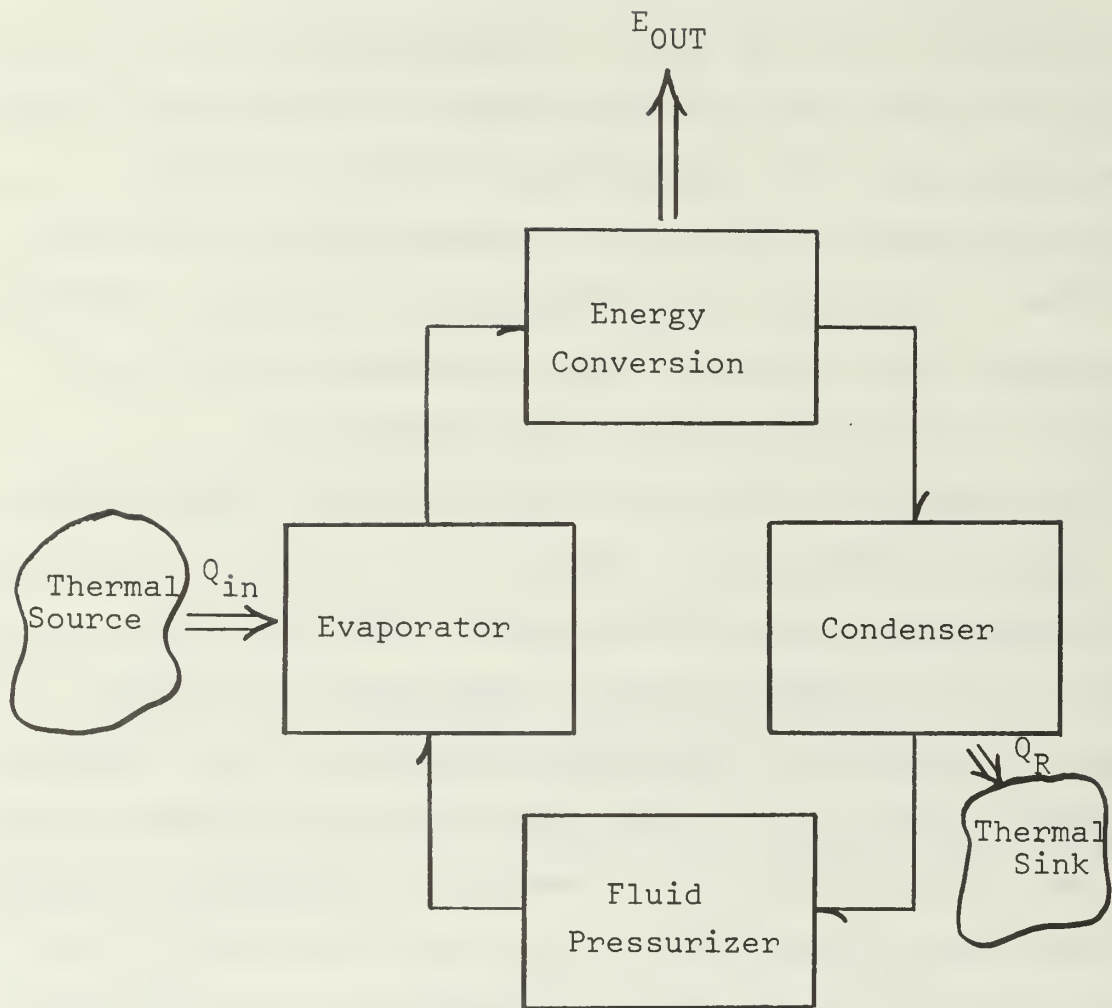 E_OUT
Energy
Conversion
Thermal
Source
Q_in
Evaporator
Condenser
Q_R
Thermal
Sink
Fluid
Pressurizer